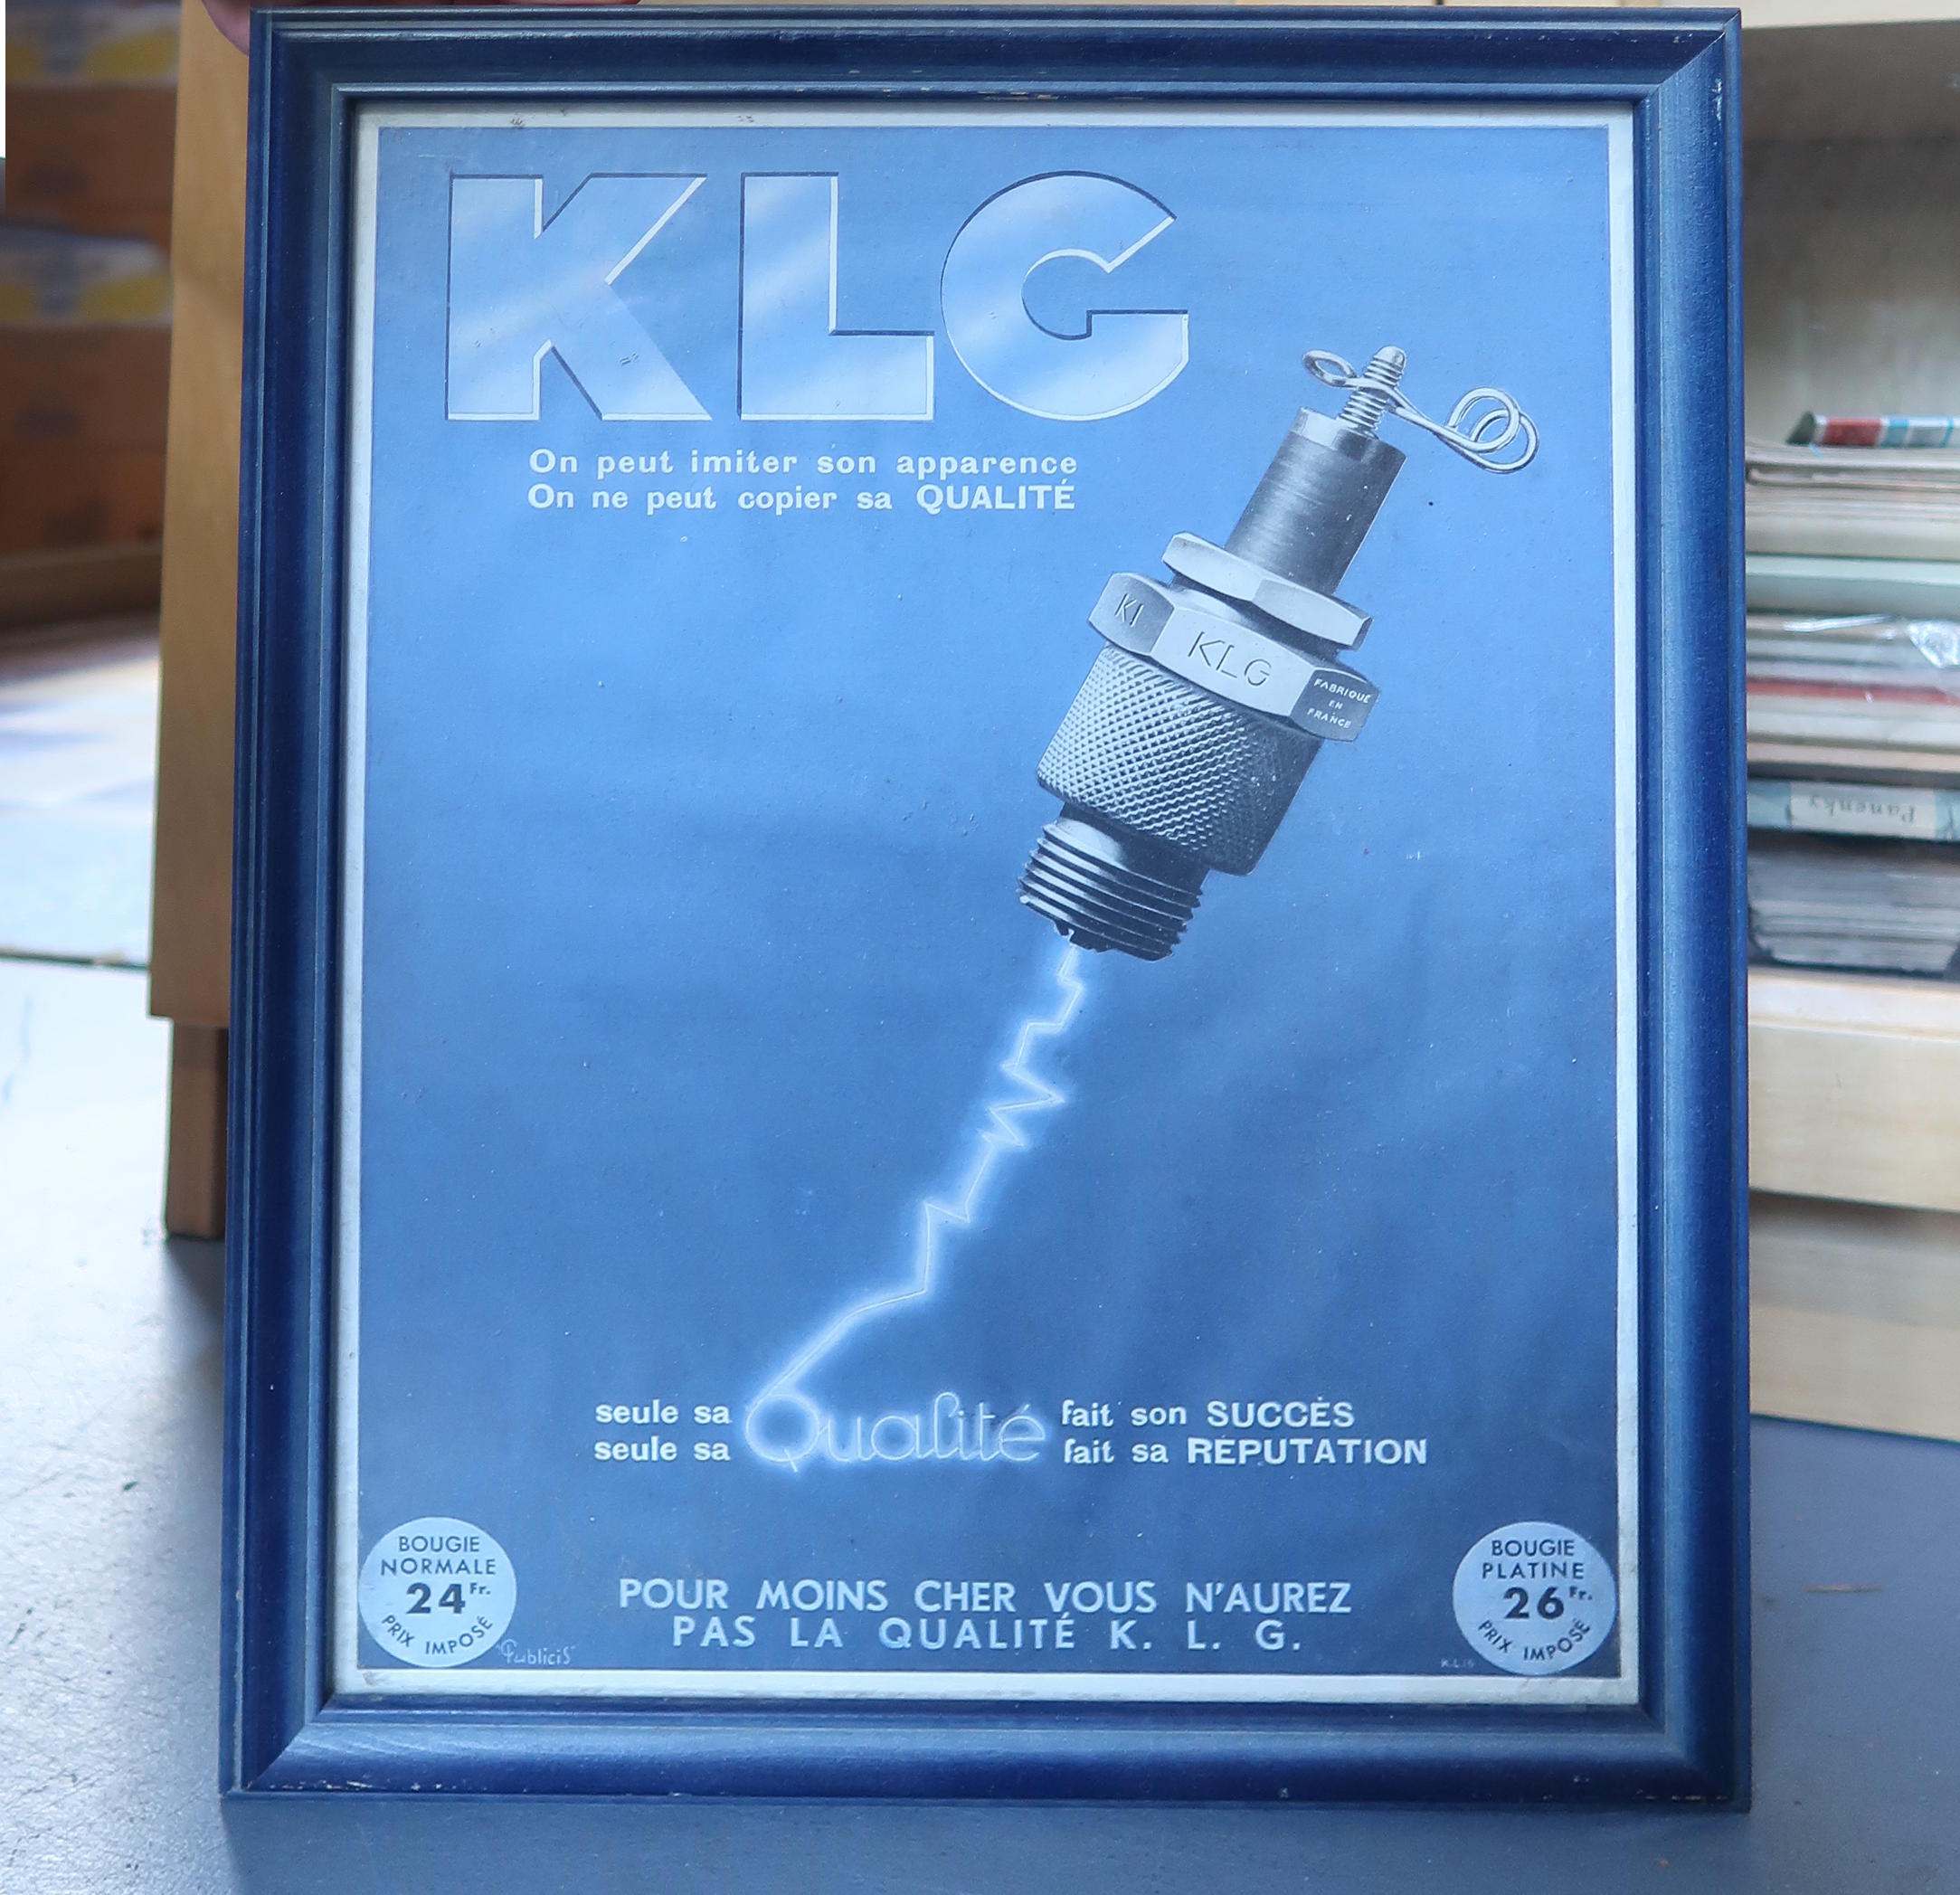 KLG
On peut imiter son apparence
On ne peut copier sa QUALITÉ
KLG
FABRIQUÉ
EN
FRANCE
seule sa Qualité fait son SUCCÈS
seule sa fait sa RÉPUTATION
BOUGIE
NORMALE
24 Fr.
PRIX IMPOSÉ
POUR MOINS CHER VOUS N'AUREZ
PAS LA QUALITÉ K. L. G.
BOUGIE
PLATINE
26 Fr.
PRIX IMPOSÉ
Publicis
Panenky